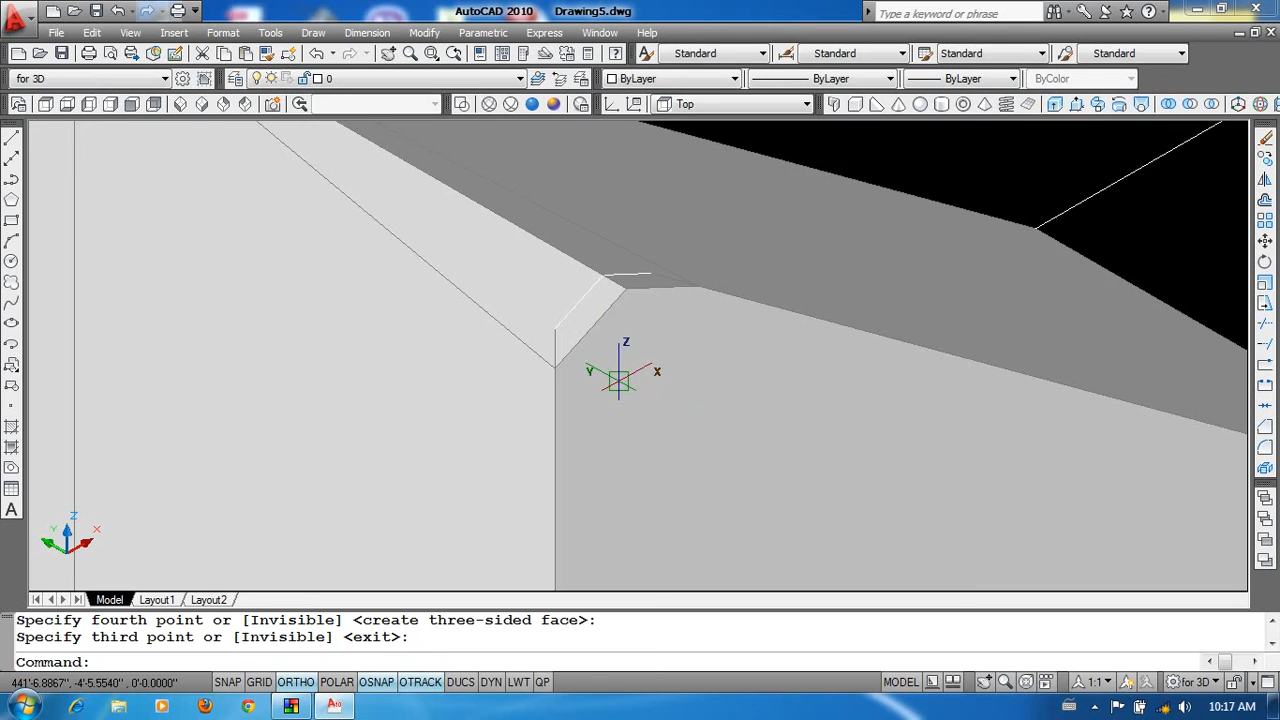 AutoCAD 2010 Drawing5.dwg Type a keyword or phrase
File Edit View Insert Format Tools Draw Dimension Modify Parametric Express Window Help
Standard Standard Standard Standard
for 3D 0 ByLayer ByLayer ByLayer ByColor
Top
Z
Y X
Z
Y X
Model Layout1 Layout2
Specify fourth point or [Invisible] <create three-sided face>:
Specify third point or [Invisible] <exit>:
Command:
441'-6.8867", -4'-5.5540", 0'-0.0000" SNAP GRID ORTHO POLAR OSNAP OTRACK DUCS DYN LWT QP MODEL 1:1 for 3D
10:17 AM